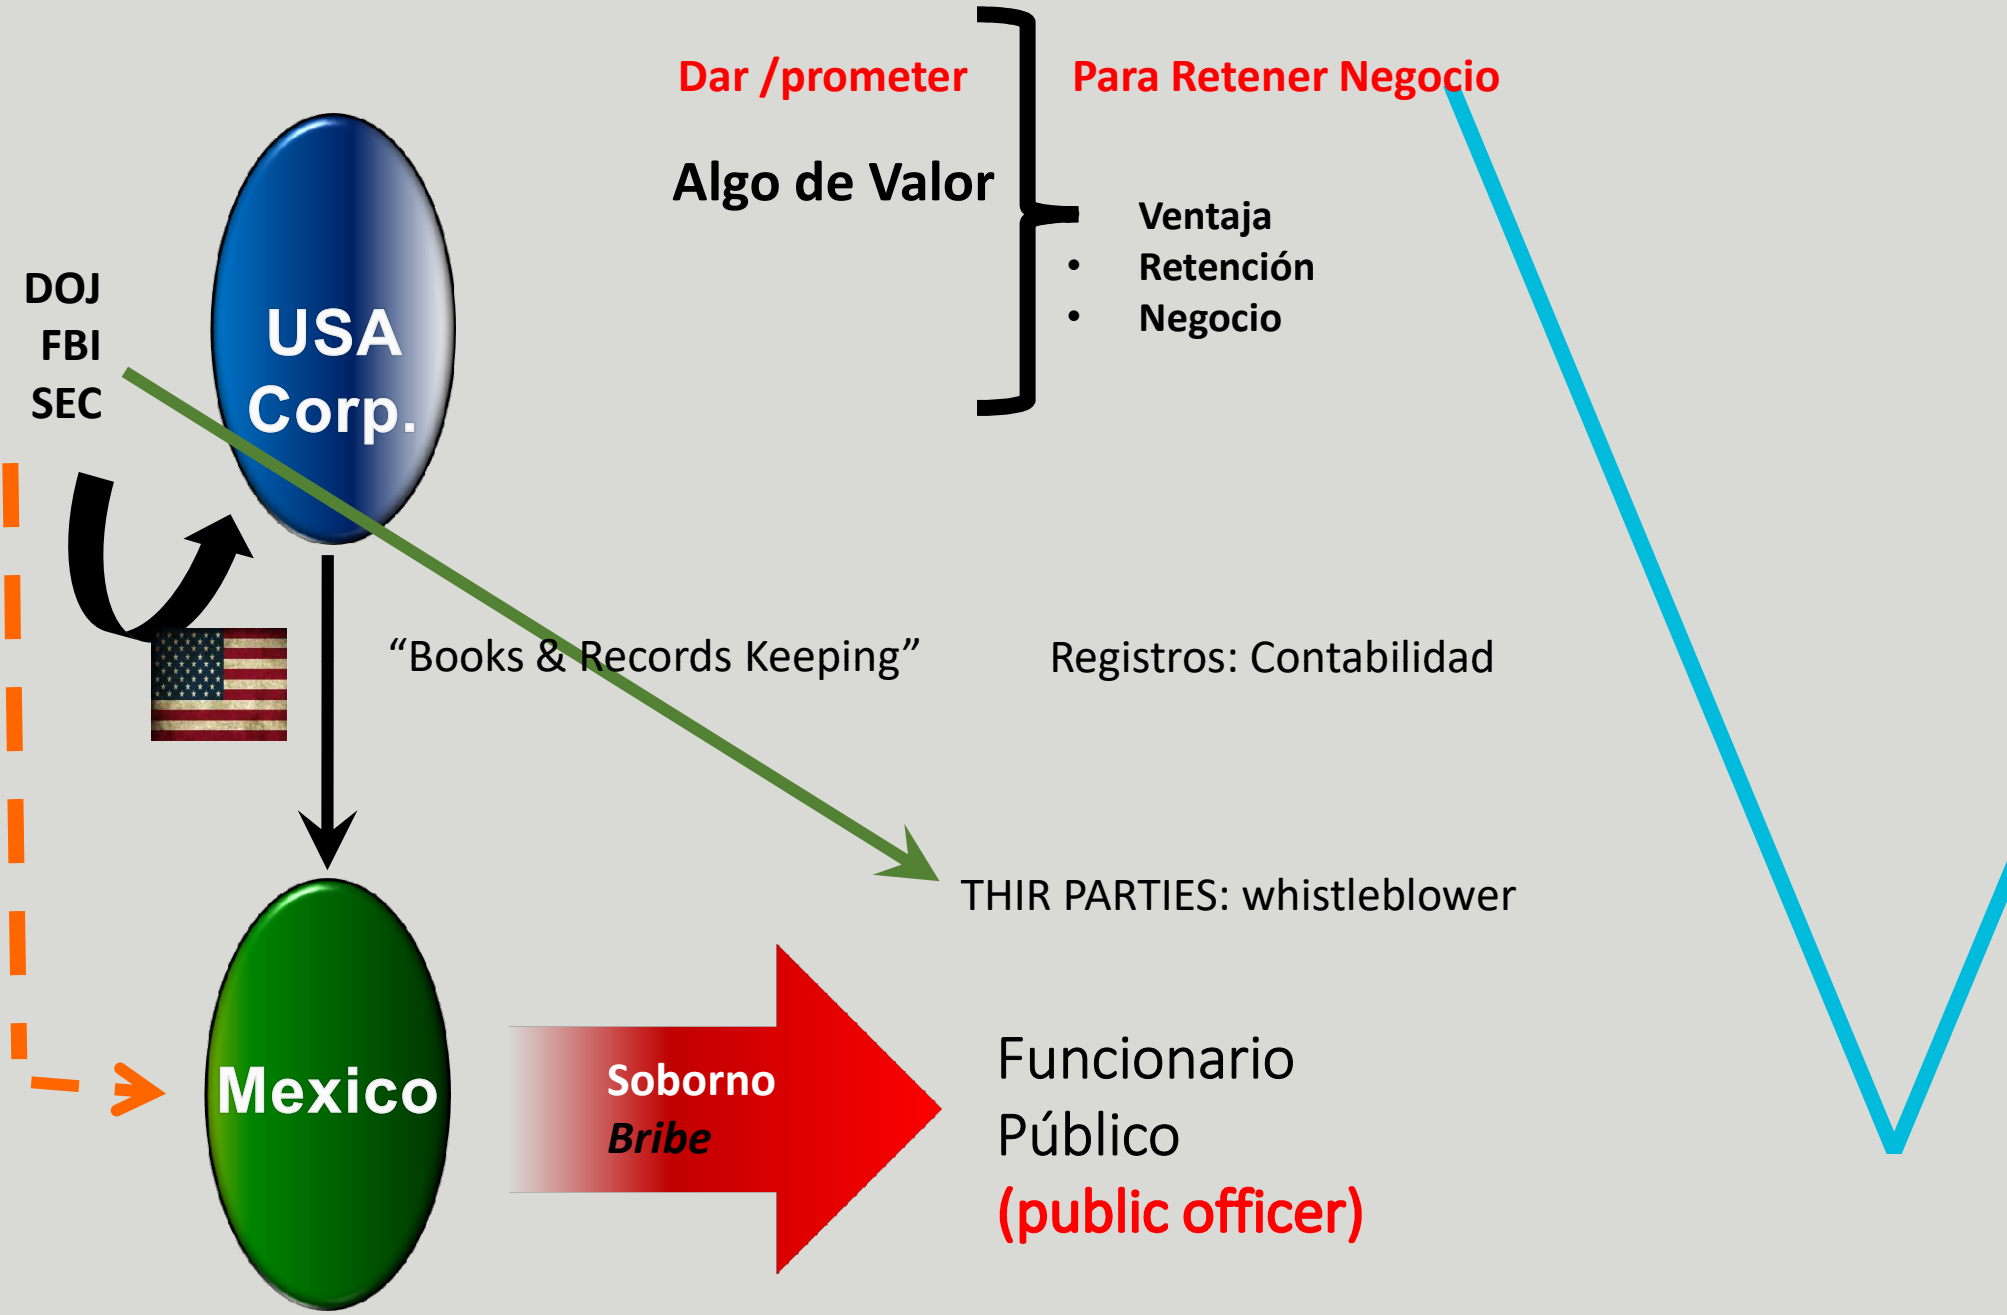 Dar /prometer
Para Retener Negocio
Algo de Valor
Ventaja
• Retención
• Negocio
DOJ
FBI
SEC
USA
Corp.
“Books & Records Keeping”
Registros: Contabilidad
THIR PARTIES: whistleblower
Mexico
Soborno
Bribe
Funcionario
Público
(public officer)